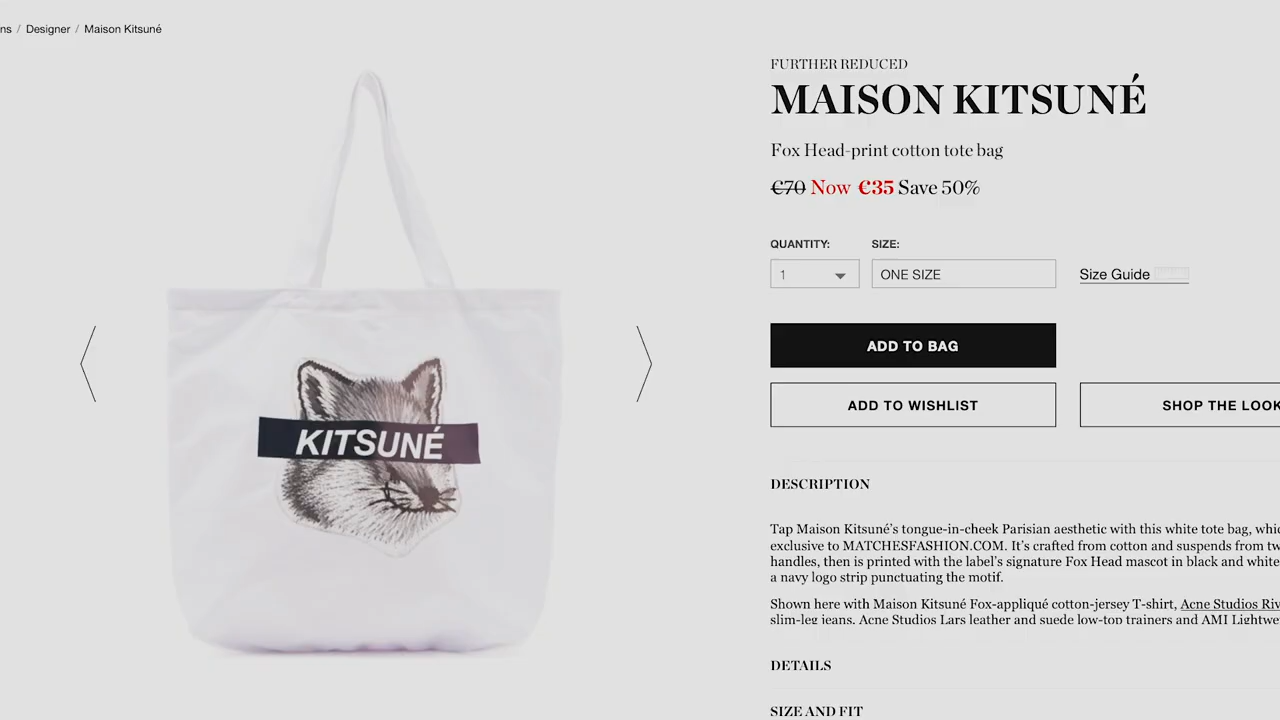 ns / Designer / Maison Kitsuné
FURTHER REDUCED
MAISON KITSUNÉ
Fox Head-print cotton tote bag
€70 Now €35 Save 50%
QUANTITY: SIZE:
1 ONE SIZE Size Guide
ADD TO BAG
ADD TO WISHLIST SHOP THE LOOK
KITSUNÉ
DESCRIPTION
Tap Maison Kitsuné's tongue-in-cheek Parisian aesthetic with this white tote bag, whic
exclusive to MATCHESFASHION.COM. It's crafted from cotton and suspends from tw
handles, then is printed with the label's signature Fox Head mascot in black and white
a navy logo strip punctuating the motif.
Shown here with Maison Kitsuné Fox-appliqué cotton-jersey T-shirt, Acne Studios Riv
slim-leg jeans, Acne Studios Lars leather and suede low-top trainers and AMI Lightwe
DETAILS
SIZE AND FIT